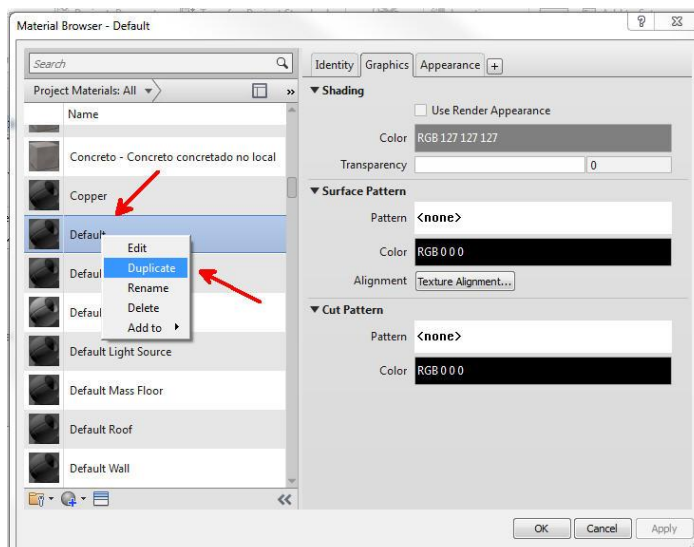 Material Browser - Default
Search
Project Materials: All
Name
Concreto - Concreto concretado no local
Copper
Default
Edit
Duplicate
Rename
Delete
Add to
Defaul
Defaul
Default Light Source
Default Mass Floor
Default Roof
Default Wall
Identity Graphics Appearance +
Shading
Use Render Appearance
Color RGB 127 127 127
Transparency 0
Surface Pattern
Pattern <none>
Color RGB 0 0 0
Alignment Texture Alignment...
Cut Pattern
Pattern <none>
Color RGB 0 0 0
OK Cancel Apply